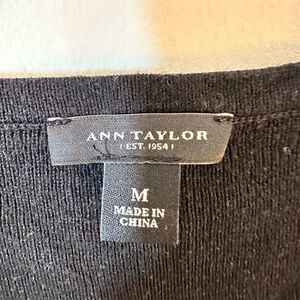 ANN TAYLOR
EST. 1954
M
MADE IN
CHINA